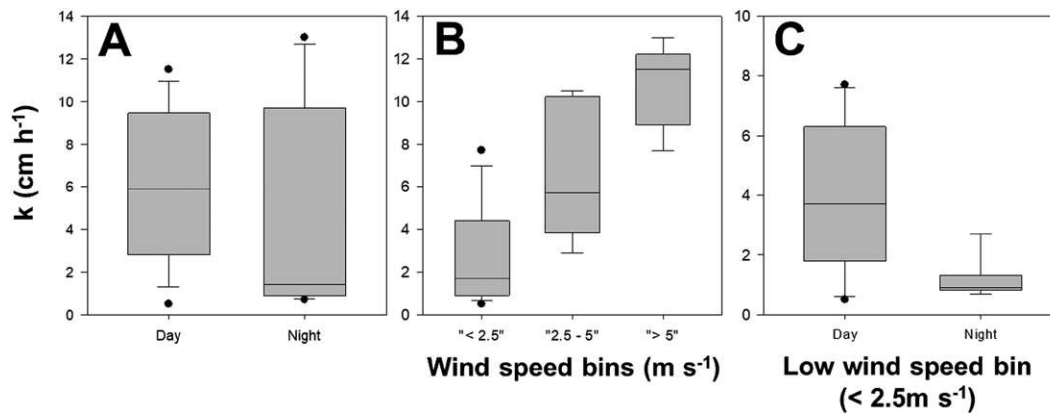 A
B
C
k (cm h⁻¹)
14
12
10
8
6
4
2
0
Day
Night
14
12
10
8
6
4
2
0
"< 2.5"
"2.5 - 5"
"> 5"
Wind speed bins (m s⁻¹)
10
8
6
4
2
0
Day
Night
Low wind speed bin
(< 2.5m s⁻¹)